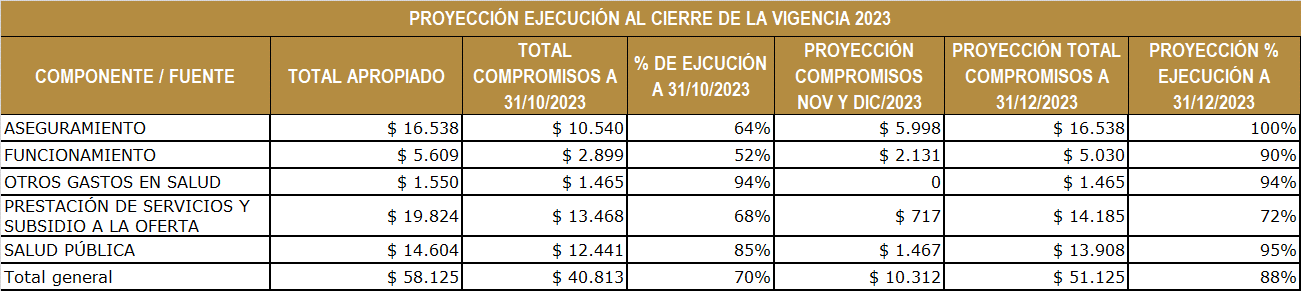 PROYECCIÓN EJECUCIÓN AL CIERRE DE LA VIGENCIA 2023
COMPONENTE / FUENTE TOTAL APROPIADO TOTAL COMPROMISOS A 31/10/2023 % DE EJCUCIÓN A 31/10/2023 PROYECCIÓN COMPROMISOS NOV Y DIC/2023 PROYECCIÓN TOTAL COMPROMISOS A 31/12/2023 PROYECCIÓN % EJECUCIÓN A 31/12/2023
ASEGURAMIENTO $ 16.538 $ 10.540 64% $ 5.998 $ 16.538 100%
FUNCIONAMIENTO $ 5.609 $ 2.899 52% $ 2.131 $ 5.030 90%
OTROS GASTOS EN SALUD $ 1.550 $ 1.465 94% 0 $ 1.465 94%
PRESTACIÓN DE SERVICIOS Y SUBSIDIO A LA OFERTA $ 19.824 $ 13.468 68% $ 717 $ 14.185 72%
SALUD PÚBLICA $ 14.604 $ 12.441 85% $ 1.467 $ 13.908 95%
Total general $ 58.125 $ 40.813 70% $ 10.312 $ 51.125 88%